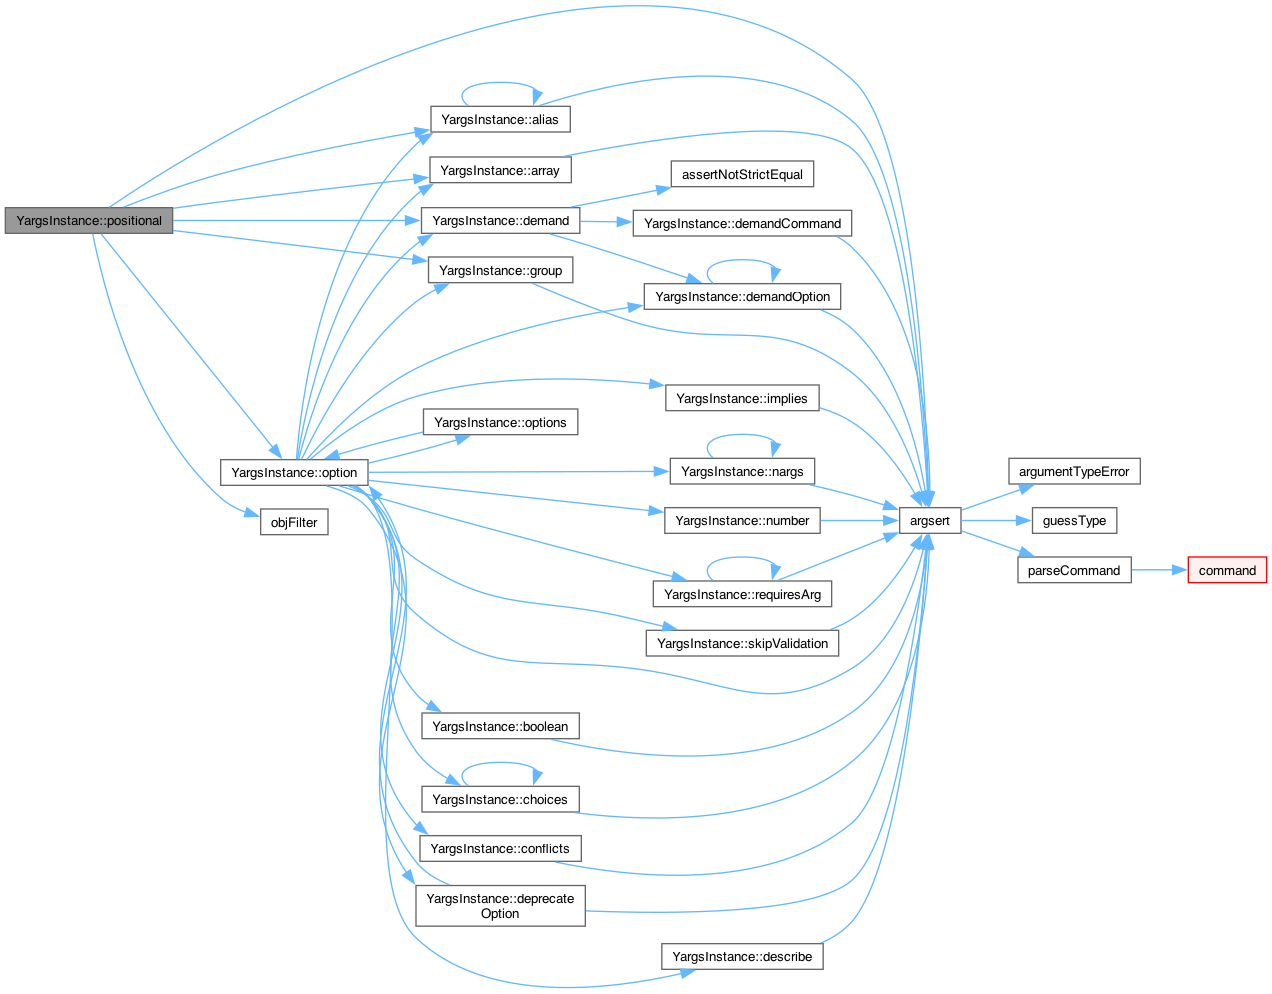 YargsInstance::alias
YargsInstance::array
assertNotStrictEqual
YargsInstance::positional
YargsInstance::demand
YargsInstance::demandCommand
YargsInstance::group
YargsInstance::demandOption
YargsInstance::implies
YargsInstance::options
YargsInstance::option
YargsInstance::nargs
argumentTypeError
objFilter
YargsInstance::number
argsert
guessType
parseCommand
command
YargsInstance::requiresArg
YargsInstance::skipValidation
YargsInstance::boolean
YargsInstance::choices
YargsInstance::conflicts
YargsInstance::deprecate
Option
YargsInstance::describe